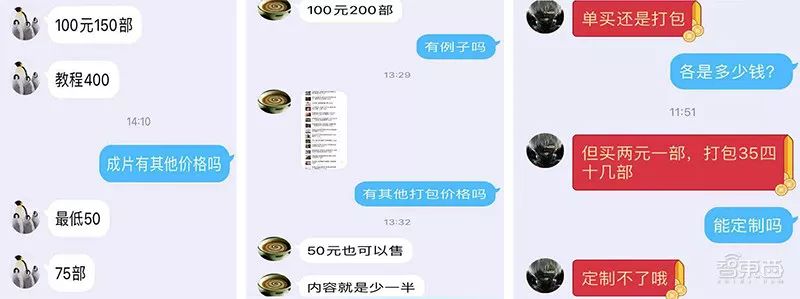 100元150部
教程400
14:10
成片有其他价格吗
最低50
75部
100元200部
有例子吗
13:29
有其他打包价格吗
13:32
50元也可以售
内容就是少一半
单买还是打包
各是多少钱?
11:51
但买两元一部，打包35四
十几部
能定制吗
定制不了哦
智東西